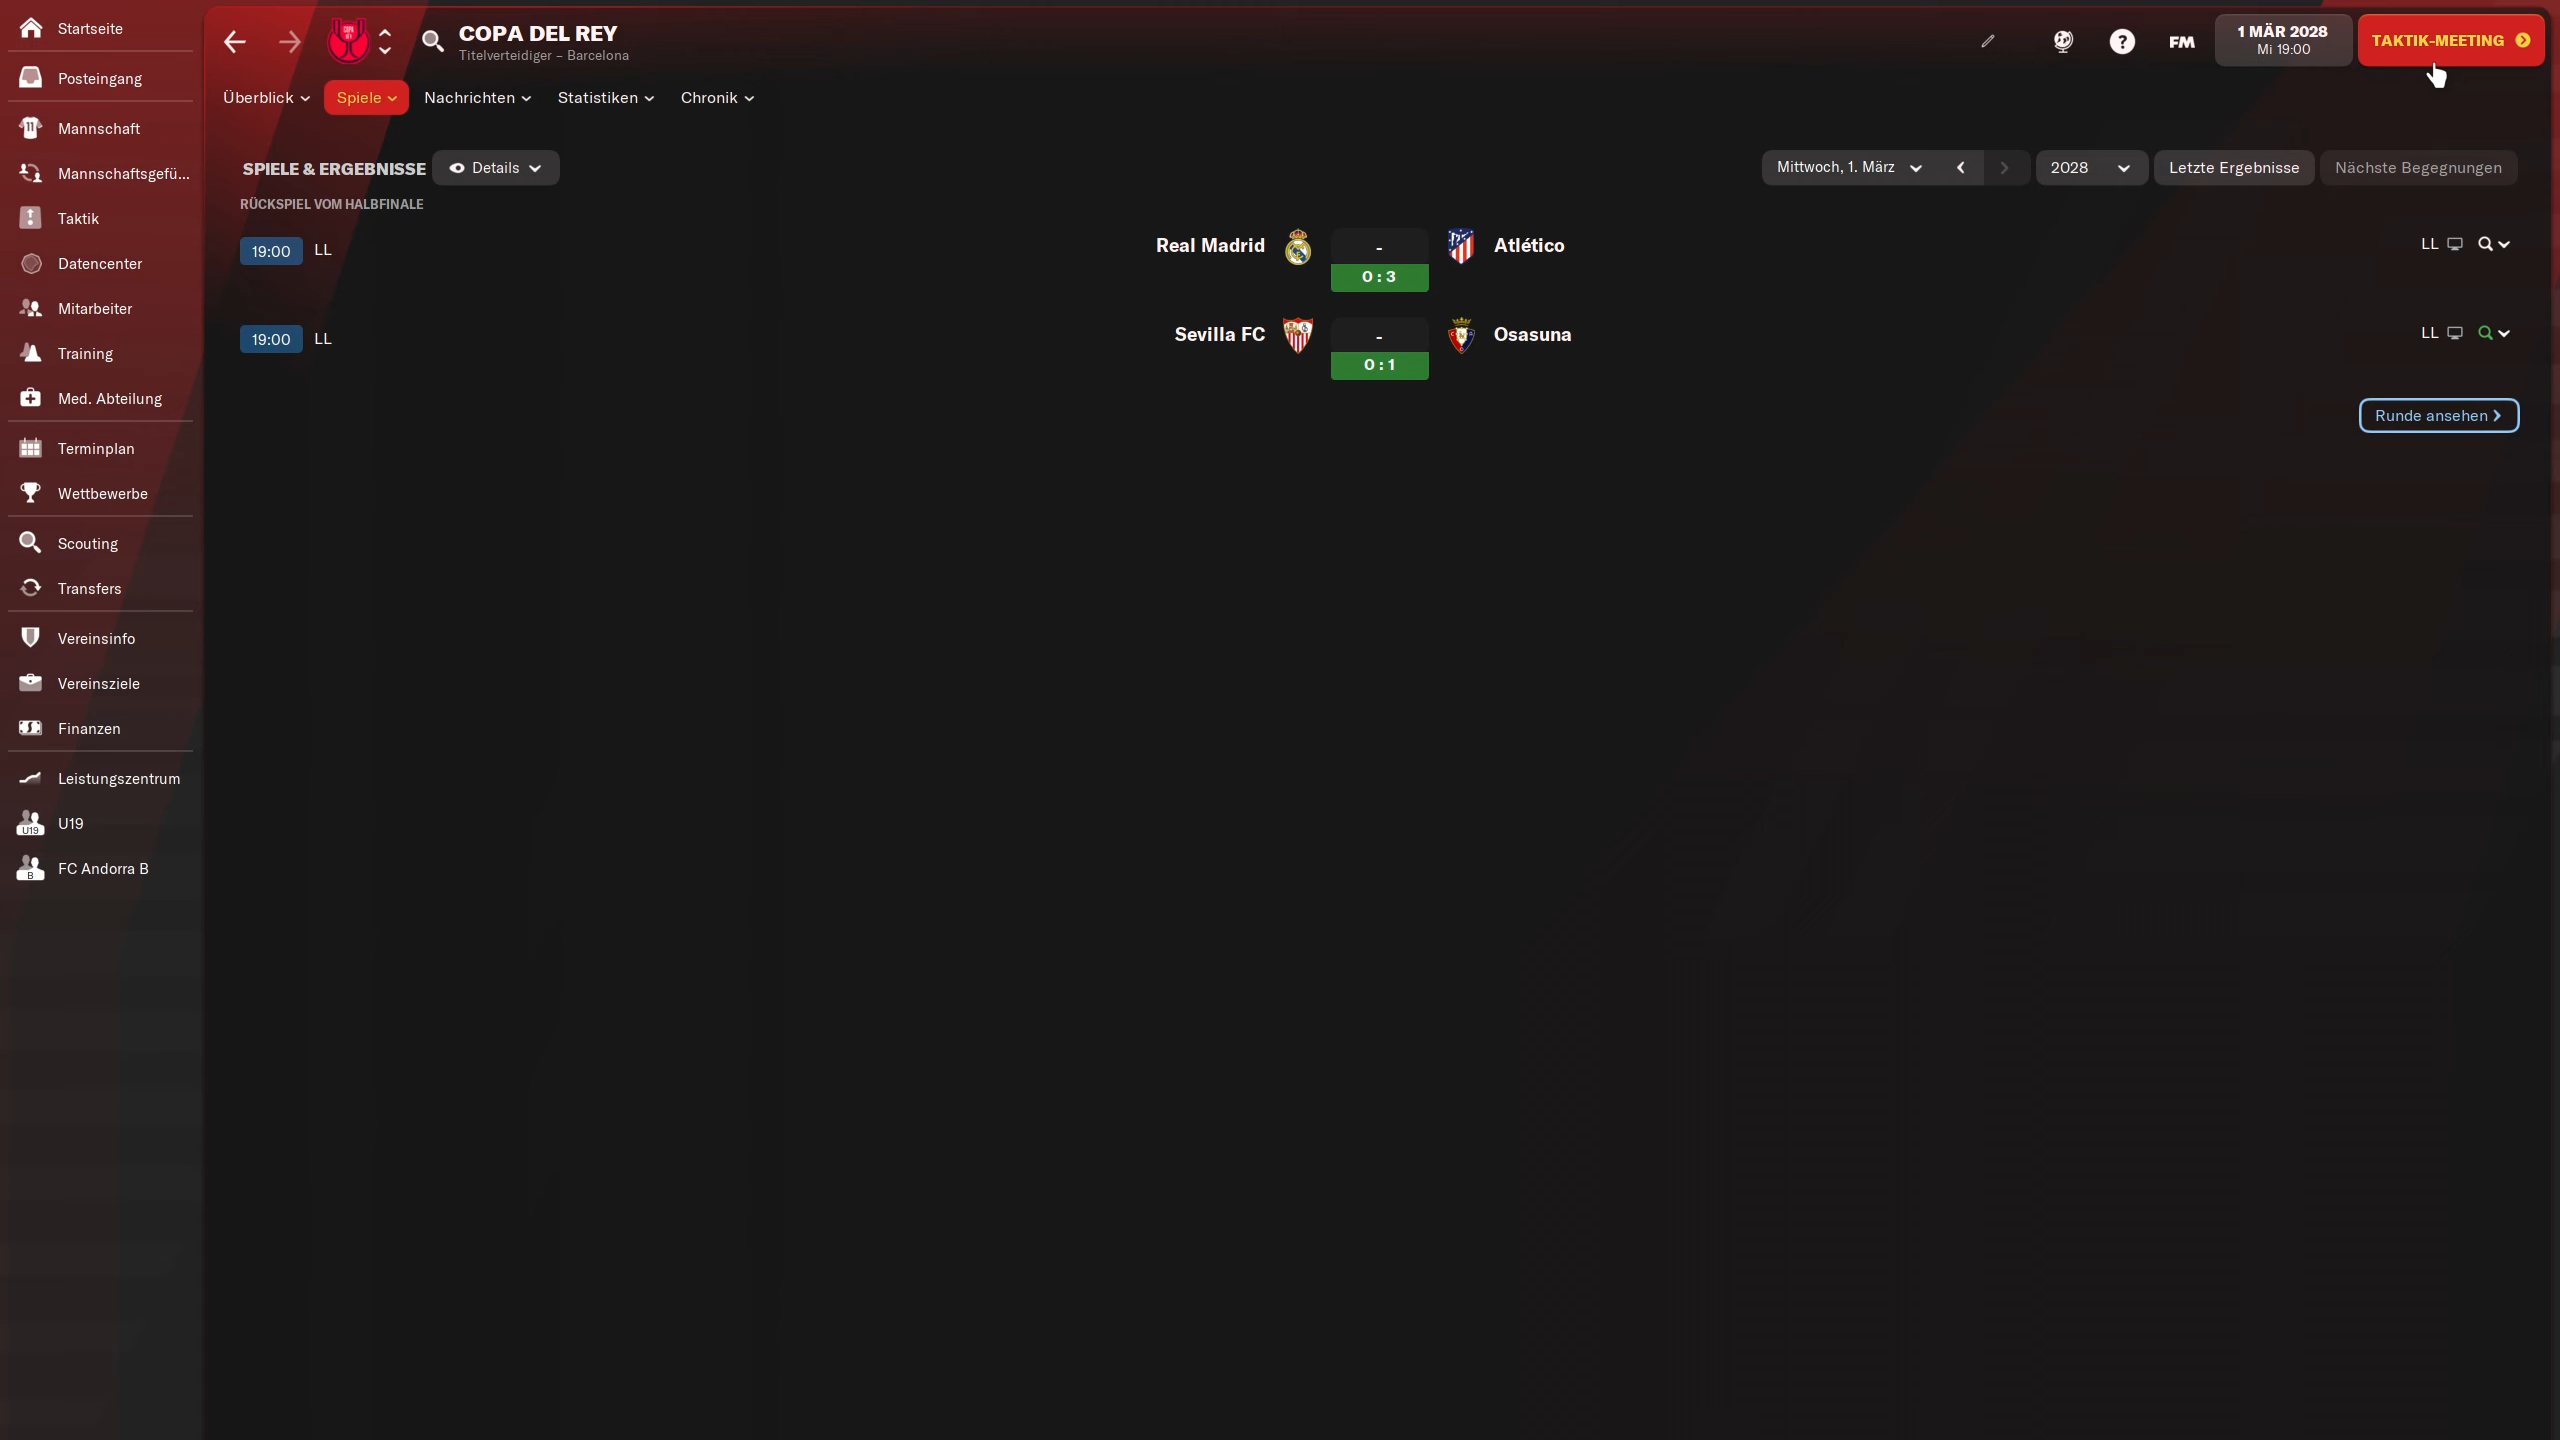 Startseite
Posteingang
Mannschaft
Mannschaftsgefü...
Taktik
Datencenter
Mitarbeiter
Training
Med. Abteilung
Terminplan
Wettbewerbe
Scouting
Transfers
Vereinsinfo
Vereinsziele
Finanzen
Leistungszentrum
U19
U19
B
FC Andorra B
COPA DEL REY
Titelverteidiger – Barcelona
FM
1 MÄR 2028
Mi 19:00
TAKTIK-MEETING
Überblick
Spiele
Nachrichten
Statistiken
Chronik
SPIELE & ERGEBNISSE
Details
Mittwoch, 1. März
2028
Letzte Ergebnisse
Nächste Begegnungen
RÜCKSPIEL VOM HALBFINALE
19:00 LL Real Madrid - Atlético LL
0 : 3
19:00 LL Sevilla FC - Osasuna LL
0 : 1
Runde ansehen